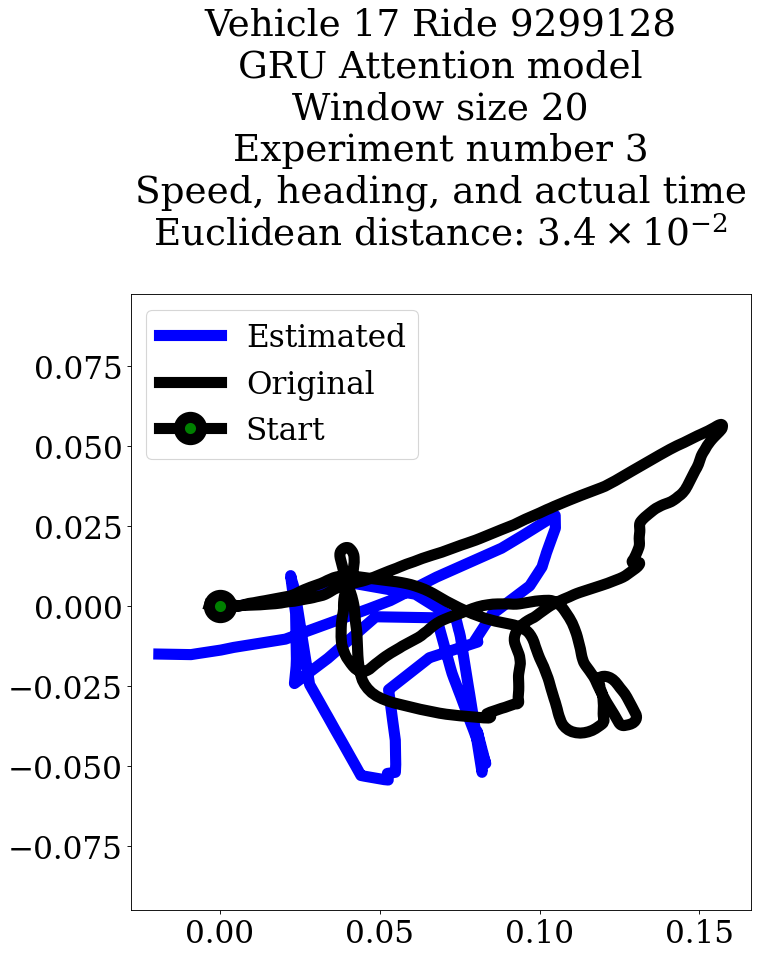 Vehicle 17 Ride 9299128
GRU Attention model
Window size 20
Experiment number 3
Speed, heading, and actual time
Euclidean distance: 3.4 × 10⁻²
Estimated
Original
Start
0.075
0.050
0.025
0.000
−0.025
−0.050
−0.075
0.00 0.05 0.10 0.15